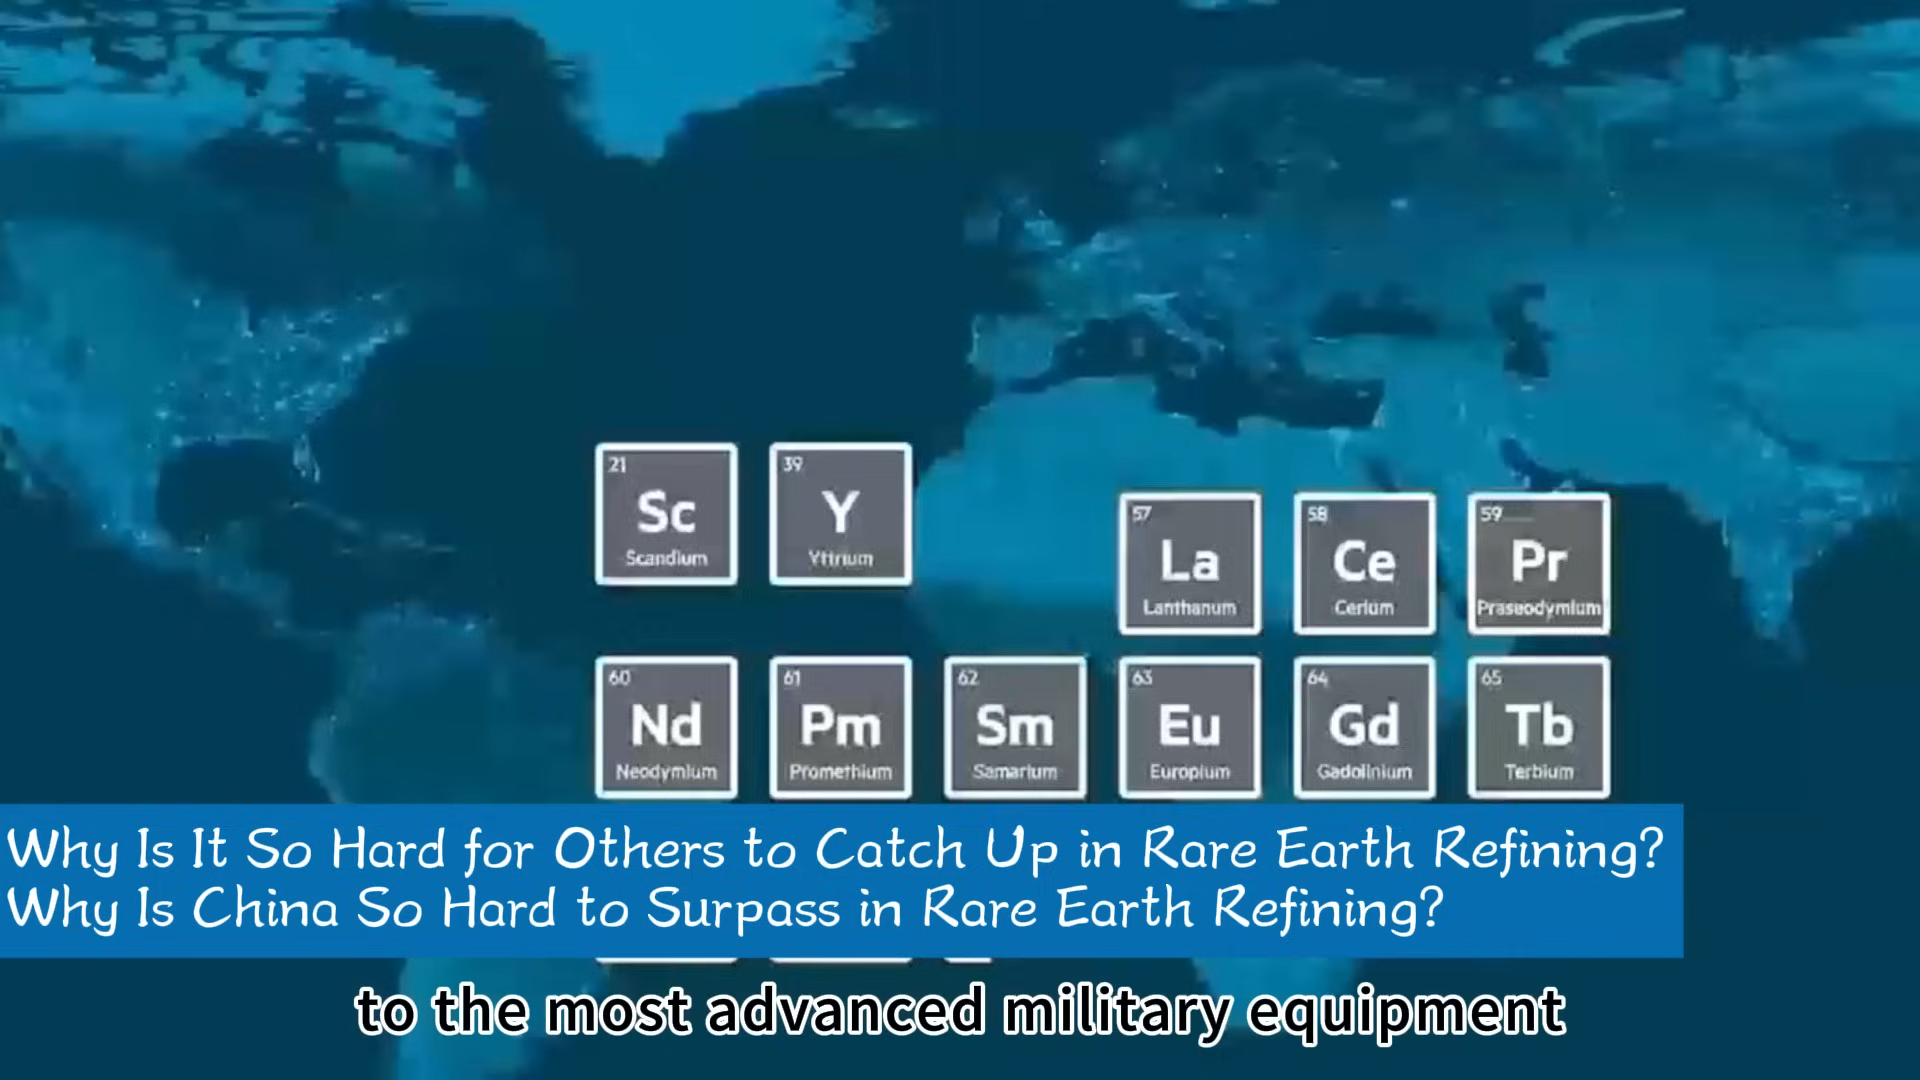 21
Sc
Scandium
39
Y
Yttrium
57
La
Lanthanum
58
Ce
Cerium
59
Pr
Praseodymium
60
Nd
Neodymium
61
Pm
Promethium
62
Sm
Samarium
63
Eu
Europium
64
Gd
Gadolinium
65
Tb
Terbium
Why Is It So Hard for Others to Catch Up in Rare Earth Refining?
Why Is China So Hard to Surpass in Rare Earth Refining?
to the most advanced military equipment